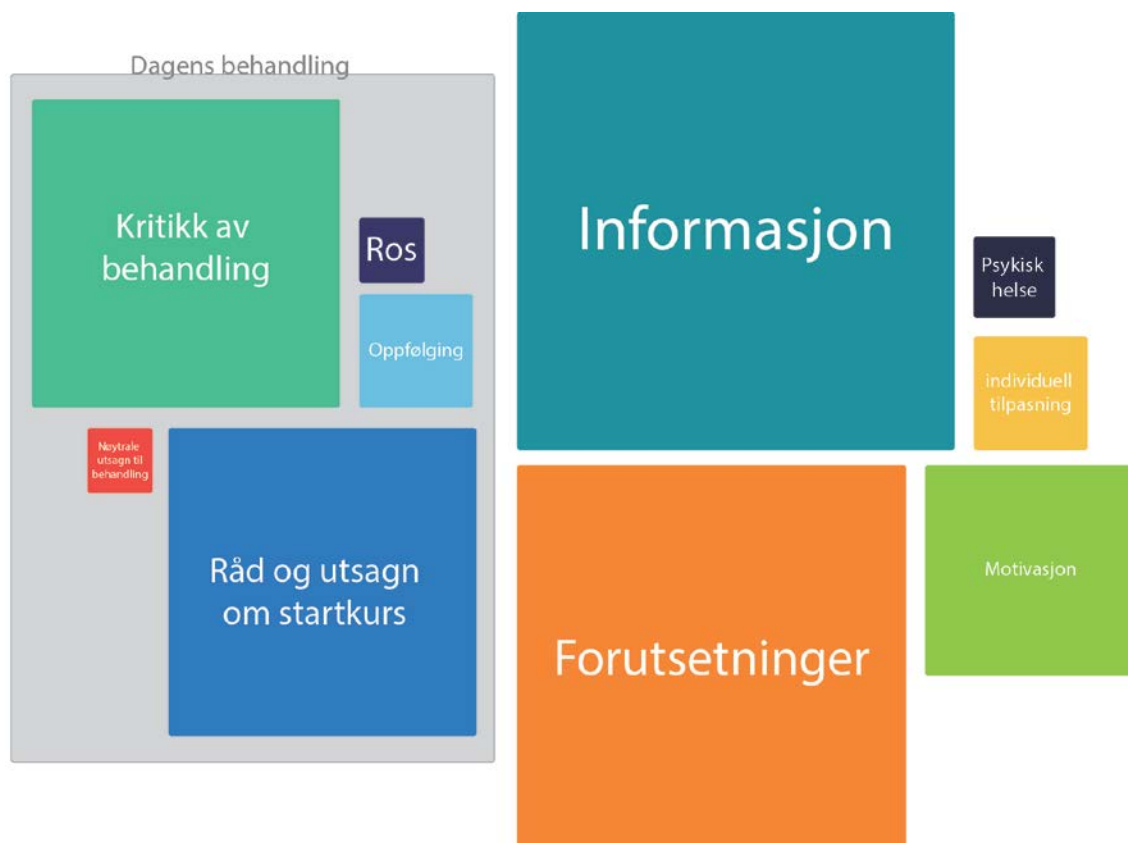 Dagens behandling
Kritikk av
behandling
Ros
Oppfølging
Nøytrale
utsagn til
behandling
Råd og utsagn
om startkurs
Informasjon
Psykisk
helse
individuell
tilpasning
Forutsetninger
Motivasjon